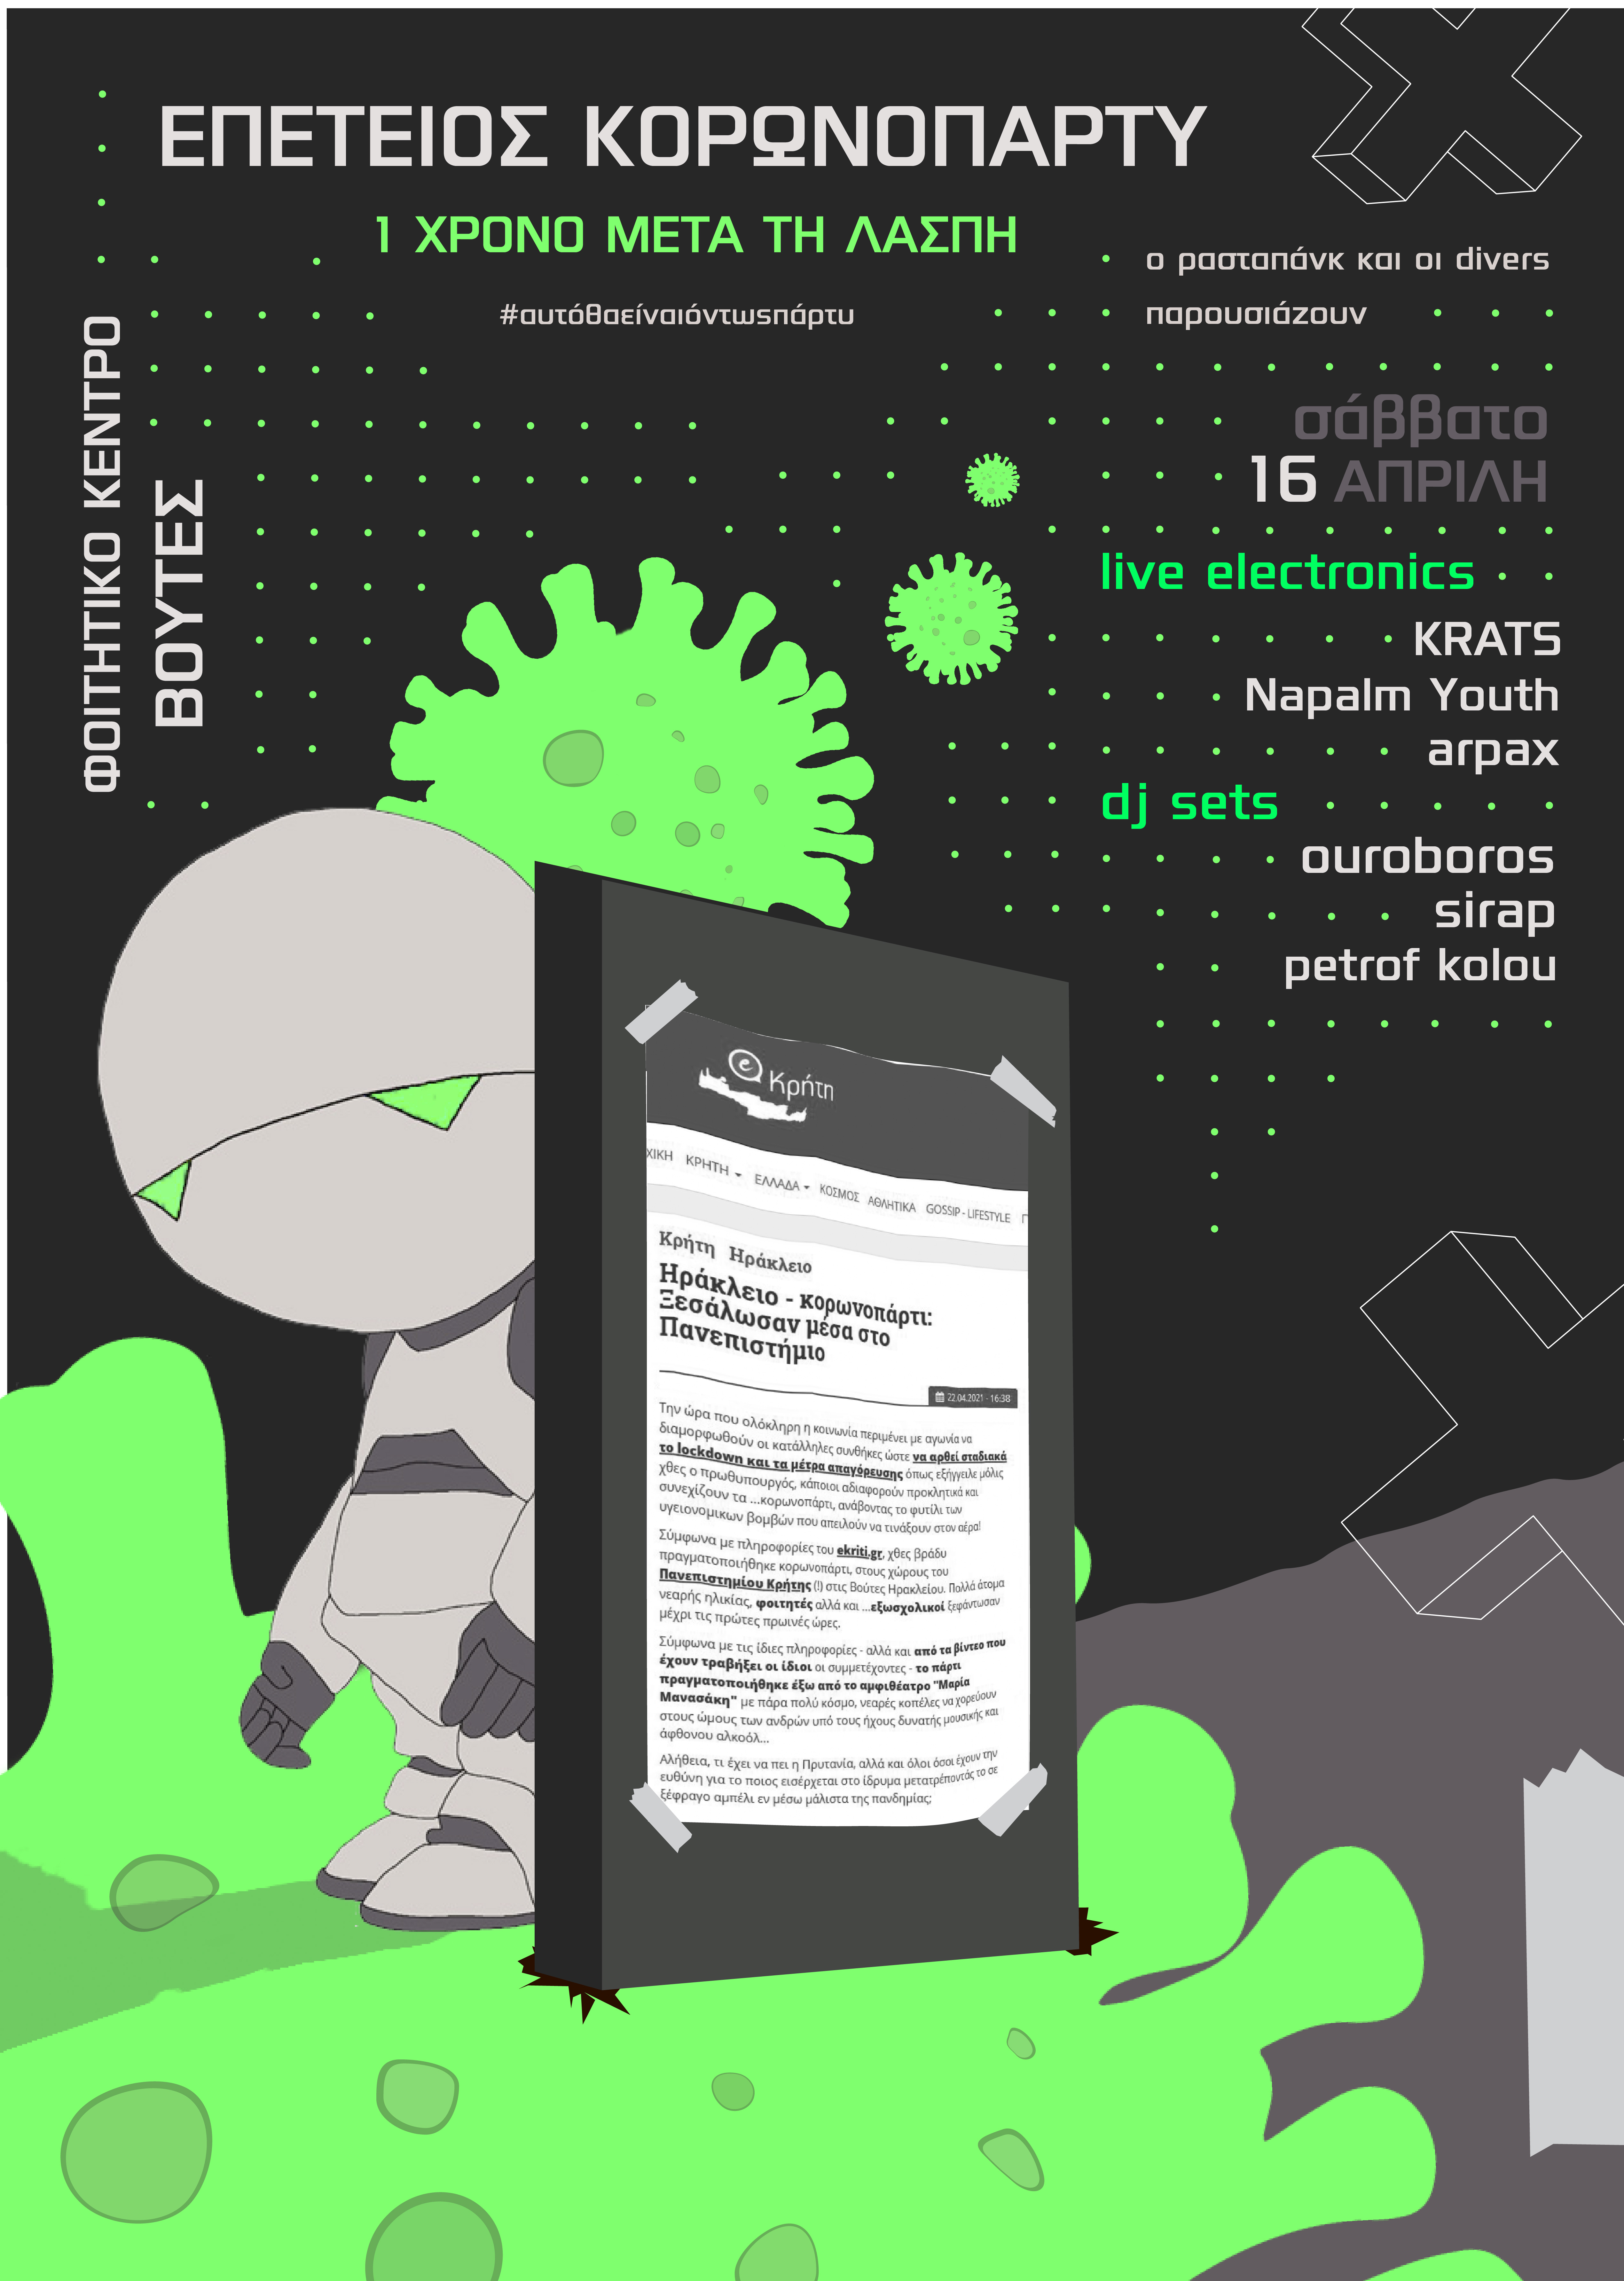 ΕΠΕΤΕΙΟΣ ΚΟΡΩΝΟΠΑΡΤΥ
1 ΧΡΟΝΟ ΜΕΤΑ ΤΗ ΛΑΣΠΗ
#αυτόθαείναιόντωςπάρτυ
ο ρασταπάνκ και οι divers
παρουσιάζουν
ΦΟΙΤΗΤΙΚΟ ΚΕΝΤΡΟ
ΒΟΥΤΕΣ
σάββατο
16 ΑΠΡΙΛΗ
live electronics
KRATS
Napalm Youth
arpax
dj sets
ouroboros
sirap
petrof kolou
e Κρήτη
ΧΙΚΗ ΚΡΗΤΗ ΕΛΛΑΔΑ ΚΟΣΜΟΣ ΑΘΛΗΤΙΚΑ GOSSIP - LIFESTYLE Π
Κρήτη Ηράκλειο
Ηράκλειο - κορωνοπάρτι:
Ξεσάλωσαν μέσα στο
Πανεπιστήμιο
22.04.2021 - 16:38
Την ώρα που ολόκληρη η κοινωνία περιμένει με αγωνία να
διαμορφωθούν οι κατάλληλες συνθήκες ώστε να αρθεί σταδιακά
το lockdown και τα μέτρα απαγόρευσης όπως εξήγγειλε μόλις
χθες ο πρωθυπουργός, κάποιοι αδιαφορούν προκλητικά και
συνεχίζουν τα ...κορωνοπάρτι, ανάβοντας το φυτίλι των
υγειονομικων βομβών που απειλούν να τινάξουν στον αέρα!
Σύμφωνα με πληροφορίες του ekriti.gr, χθες βράδυ
πραγματοποιήθηκε κορωνοπάρτι, στους χώρους του
Πανεπιστημίου Κρήτης (!) στις Βούτες Ηρακλείου. Πολλά άτομα
νεαρής ηλικίας, φοιτητές αλλά και ...εξωσχολικοί ξεφάντωσαν
μέχρι τις πρώτες πρωινές ώρες.
Σύμφωνα με τις ίδιες πληροφορίες - αλλά και από τα βίντεο που
έχουν τραβήξει οι ίδιοι οι συμμετέχοντες - το πάρτι
πραγματοποιήθηκε έξω από το αμφιθέατρο "Μαρία
Μανασάκη" με πάρα πολύ κόσμο, νεαρές κοπέλες να χορεύουν
στους ώμους των ανδρών υπό τους ήχους δυνατής μουσικής και
άφθονου αλκοόλ...
Αλήθεια, τι έχει να πει η Πρυτανία, αλλά και όλοι όσοι έχουν την
ευθύνη για το ποιος εισέρχεται στο ίδρυμα μετατρέποντάς το σε
ξέφραγο αμπέλι εν μέσω μάλιστα της πανδημίας;